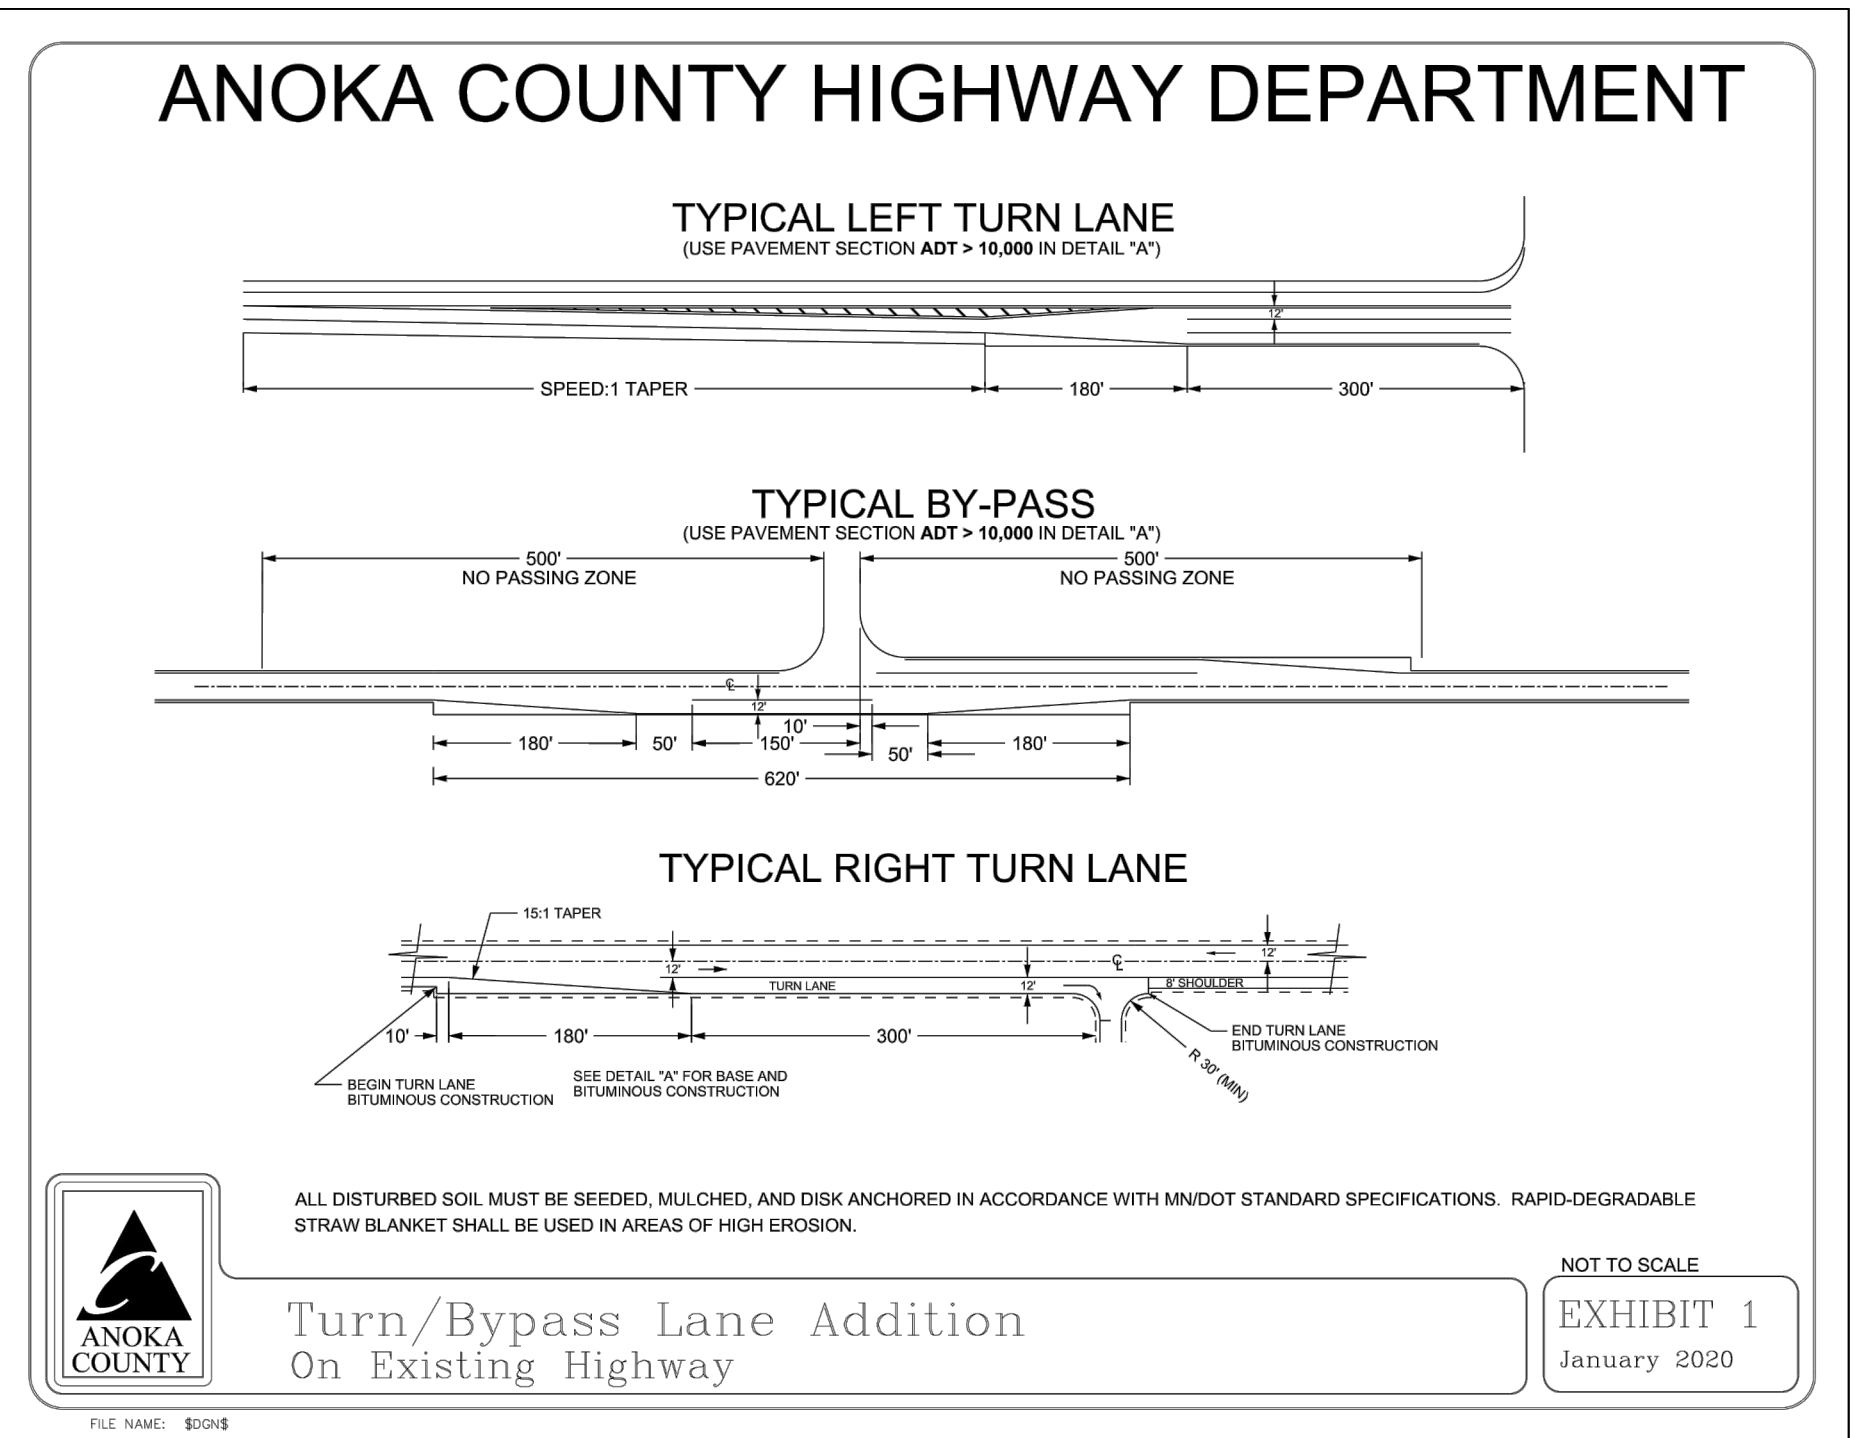 ANOKA COUNTY HIGHWAY DEPARTMENT
TYPICAL LEFT TURN LANE
(USE PAVEMENT SECTION ADT > 10,000 IN DETAIL "A")
12'
SPEED:1 TAPER
180'
300'
TYPICAL BY-PASS
(USE PAVEMENT SECTION ADT > 10,000 IN DETAIL "A")
500'
NO PASSING ZONE
500'
NO PASSING ZONE
℄
12'
10'
180'
50'
150'
50'
180'
620'
TYPICAL RIGHT TURN LANE
15:1 TAPER
12'
12'
℄
TURN LANE
12'
8' SHOULDER
10'
180'
300'
END TURN LANE
BITUMINOUS CONSTRUCTION
R 30' (MIN)
BEGIN TURN LANE
BITUMINOUS CONSTRUCTION
SEE DETAIL "A" FOR BASE AND
BITUMINOUS CONSTRUCTION
ALL DISTURBED SOIL MUST BE SEEDED, MULCHED, AND DISK ANCHORED IN ACCORDANCE WITH MN/DOT STANDARD SPECIFICATIONS. RAPID-DEGRADABLE
STRAW BLANKET SHALL BE USED IN AREAS OF HIGH EROSION.
NOT TO SCALE
ANOKA
COUNTY
Turn/Bypass Lane Addition
On Existing Highway
EXHIBIT 1
January 2020
FILE NAME: $DGN$